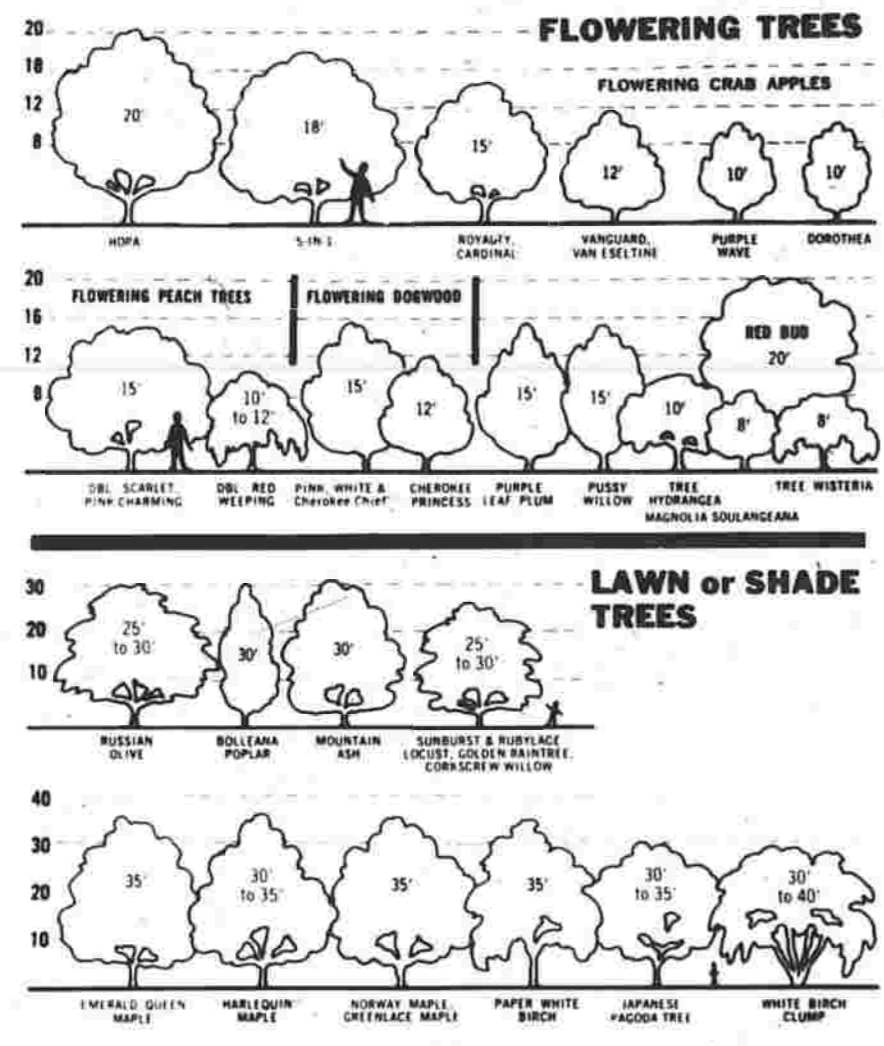 FLOWERING TREES
FLOWERING CRAB APPLES
20
18
12
8
20'
18'
15'
12'
10'
10'
HOPA
5-IN-1
ROYALTY,
CARDINAL
VANGUARD,
VAN ESELTINE
PURPLE
WAVE
DOROTHEA
20
16
12
8
FLOWERING PEACH TREES
FLOWERING DOGWOOD
RED BUD
20'
15'
10'
to 12'
15'
12'
15'
15'
10'
8'
8'
DBL SCARLET,
PINK CHARMING
DBL RED
WEEPING
PINK, WHITE &
Cherokee Chief
CHEROKEE
PRINCESS
PURPLE
LEAF PLUM
PUSSY
WILLOW
TREE
HYDRANGEA
MAGNOLIA SOULANGEANA
TREE WISTERIA
LAWN or SHADE
TREES
30
20
10
25'
to 30'
30'
30'
25'
to 30'
RUSSIAN
OLIVE
BOLLEANA
POPLAR
MOUNTAIN
ASH
SUNBURST & RUBYLACE
LOCUST, GOLDEN RAINTREE,
CORKSCREW WILLOW
40
30
20
10
35'
30'
to 35'
35'
35'
30'
to 35'
30'
to 40'
EMERALD QUEEN
MAPLE
HARLEQUIN
MAPLE
NORWAY MAPLE,
GREENLACE MAPLE
PAPER WHITE
BIRCH
JAPANESE
PAGODA TREE
WHITE BIRCH
CLUMP